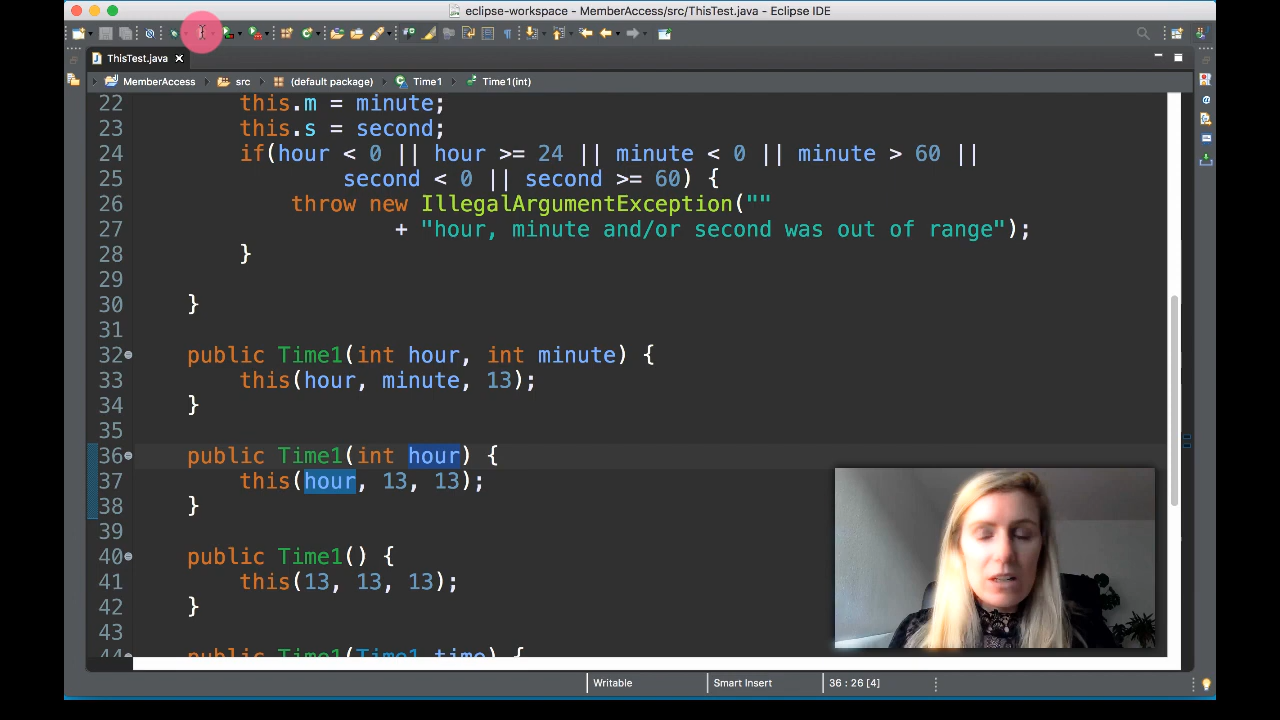 eclipse-workspace - MemberAccess/src/ThisTest.java - Eclipse IDE
ThisTest.java
MemberAccess src (default package) Time1 Time1(int)
22 this.m = minute;
23 this.s = second;
24 if(hour < 0 || hour >= 24 || minute < 0 || minute > 60 ||
25 second < 0 || second >= 60) {
26 throw new IllegalArgumentException(""
27 + "hour, minute and/or second was out of range");
28 }
29
30 }
31
32 public Time1(int hour, int minute) {
33 this(hour, minute, 13);
34 }
35
36 public Time1(int hour) {
37 this(hour, 13, 13);
38 }
39
40 public Time1() {
41 this(13, 13, 13);
42 }
43
44 public Time1(Time1 time) {
Writable Smart Insert 36 : 26 [4]